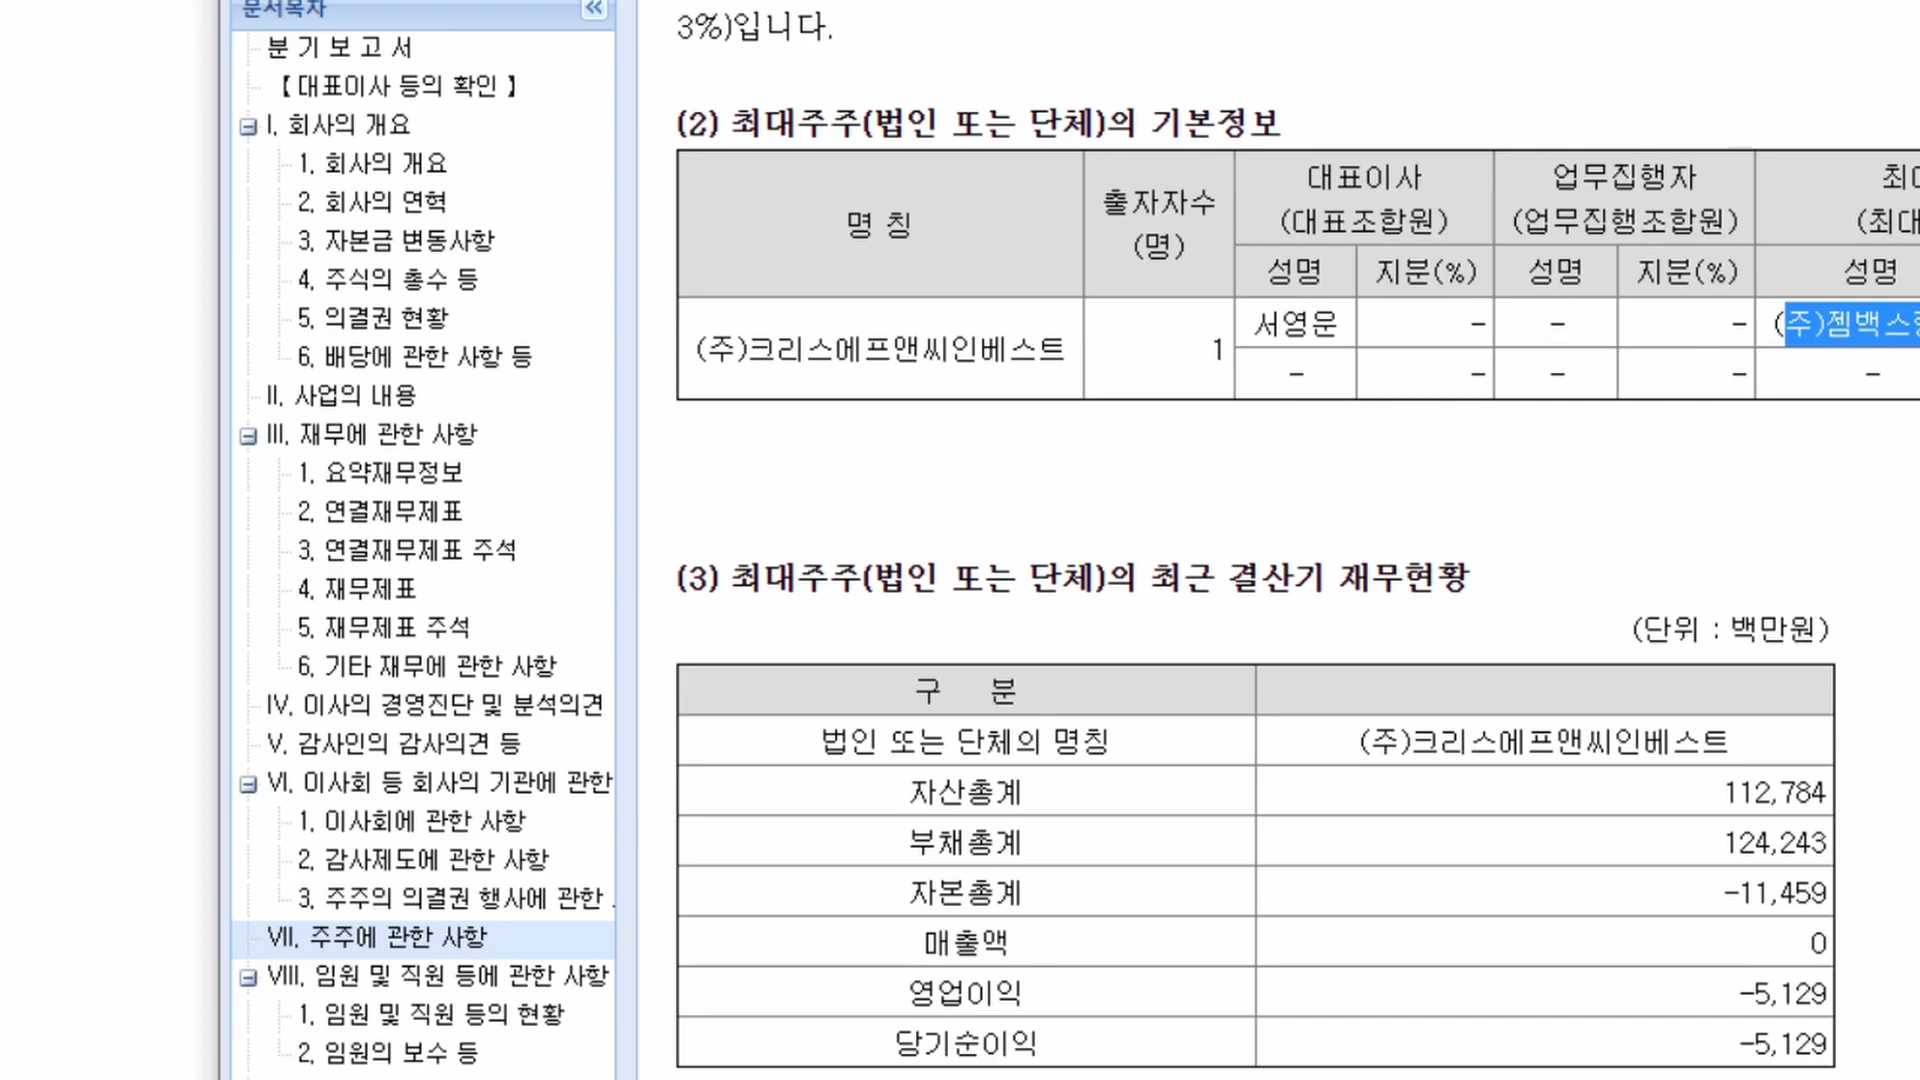 문서목차
분 기 보 고 서
【 대표이사 등의 확인 】
I. 회사의 개요
1. 회사의 개요
2. 회사의 연혁
3. 자본금 변동사항
4. 주식의 총수 등
5. 의결권 현황
6. 배당에 관한 사항 등
II. 사업의 내용
III. 재무에 관한 사항
1. 요약재무정보
2. 연결재무제표
3. 연결재무제표 주석
4. 재무제표
5. 재무제표 주석
6. 기타 재무에 관한 사항
IV. 이사의 경영진단 및 분석의견
V. 감사인의 감사의견 등
VI. 이사회 등 회사의 기관에 관한
1. 이사회에 관한 사항
2. 감사제도에 관한 사항
3. 주주의 의결권 행사에 관한 .
VII. 주주에 관한 사항
VIII. 임원 및 직원 등에 관한 사항
1. 임원 및 직원 등의 현황
2. 임원의 보수 등
3%)입니다.
(2) 최대주주(법인 또는 단체)의 기본정보
명 칭 출자자수 (명) 대표이사 (대표조합원) 업무집행자 (업무집행조합원) 최대 (최대
성명 지분(%) 성명 지분(%) 성명
(주)크리스에프앤씨인베스트 1 서영운 - - - (주)젬백스
- - - - -
(3) 최대주주(법인 또는 단체)의 최근 결산기 재무현황
(단위 : 백만원)
구 분
법인 또는 단체의 명칭 (주)크리스에프앤씨인베스트
자산총계 112,784
부채총계 124,243
자본총계 -11,459
매출액 0
영업이익 -5,129
당기순이익 -5,129